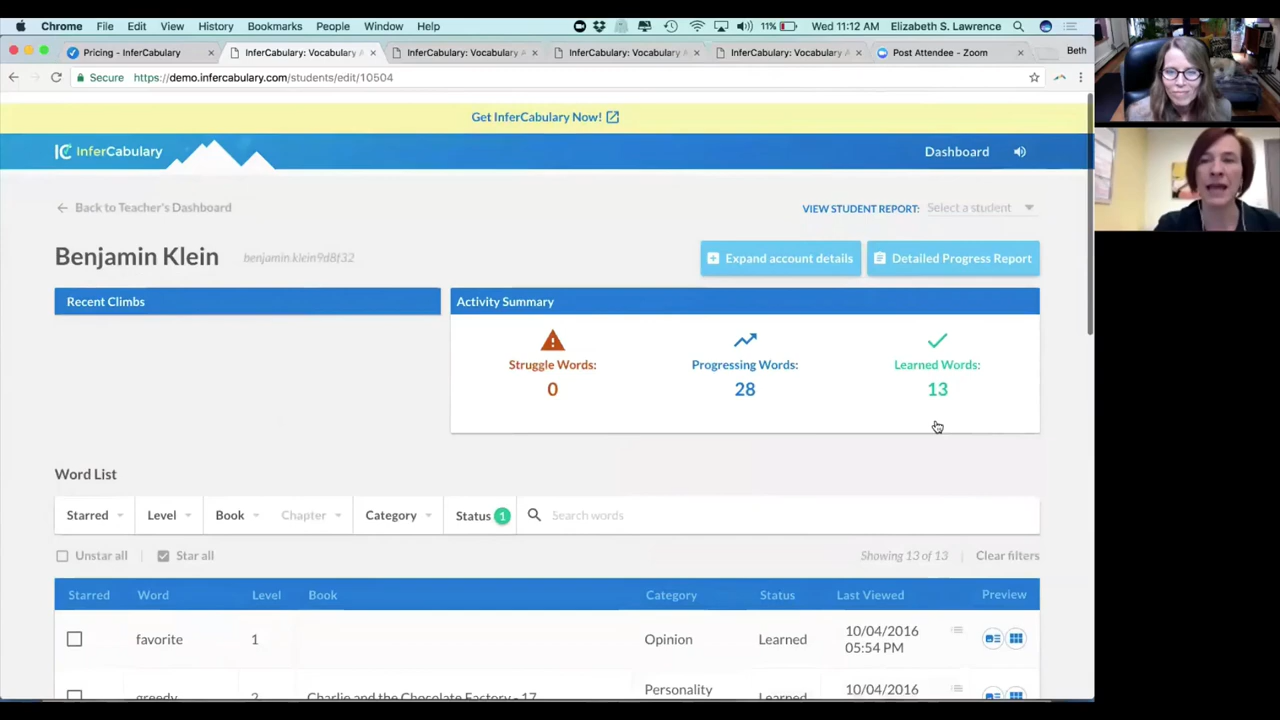 Chrome File Edit View History Bookmarks People Window Help 11% Wed 11:12 AM Elizabeth S. Lawrence
Pricing - InferCabulary InferCabulary: Vocabulary A InferCabulary: Vocabulary A InferCabulary: Vocabulary A InferCabulary: Vocabulary A Post Attendee - Zoom Beth
Secure https://demo.infercabulary.com/students/edit/10504
Get InferCabulary Now!
IC InferCabulary Dashboard
Back to Teacher's Dashboard VIEW STUDENT REPORT: Select a student
Benjamin Klein benjamin.klein9d8f32 Expand account details Detailed Progress Report
Recent Climbs Activity Summary
Struggle Words: Progressing Words: Learned Words:
0 28 13
Word List
Starred Level Book Chapter Category Status 1 Search words
Unstar all Star all Showing 13 of 13 Clear filters
Starred Word Level Book Category Status Last Viewed Preview
favorite 1 Opinion Learned 10/04/2016
05:54 PM
greedy 2 Charlie and the Chocolate Factory - 17 Personality Learned 10/04/2016